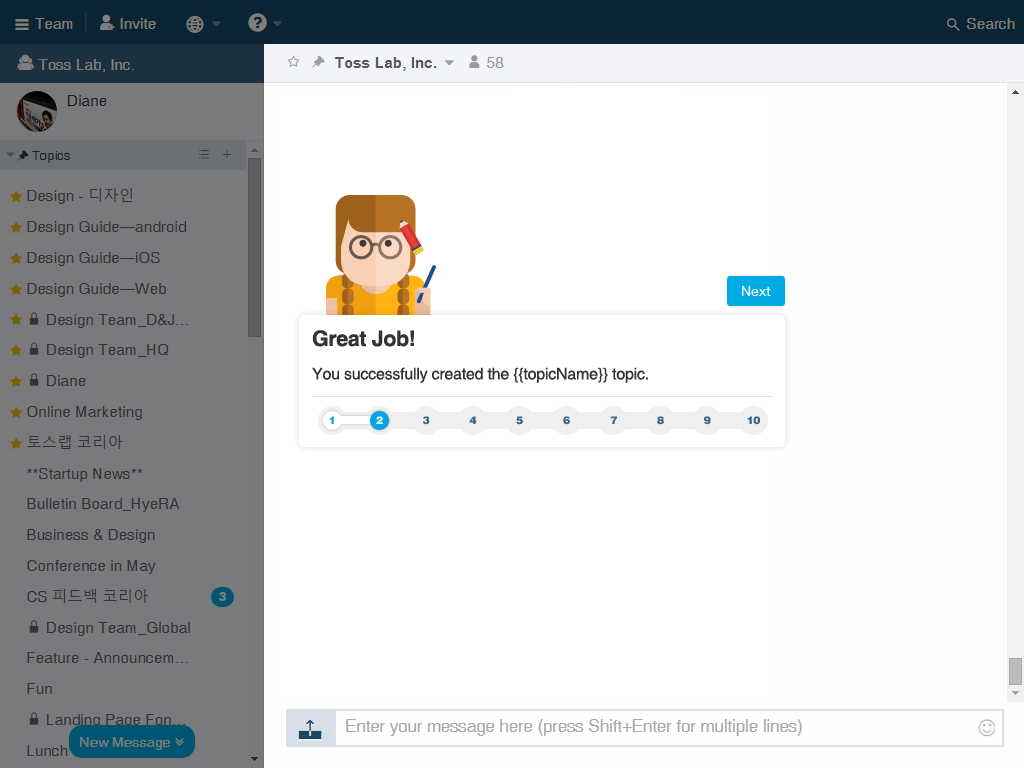 Team
Invite
Search
Toss Lab, Inc.
Toss Lab, Inc.
58
Diane
Topics
Design - 디자인
Design Guide—android
Design Guide—iOS
Design Guide—Web
Design Team_D&J...
Design Team_HQ
Diane
Online Marketing
토스랩 코리아
**Startup News**
Bulletin Board_HyeRA
Business & Design
Conference in May
CS 피드백 코리아
3
Design Team_Global
Feature - Announcem...
Fun
Landing Page Fon...
Lunch
New Message
Next
Great Job!
You successfully created the {{topicName}} topic.
1 2 3 4 5 6 7 8 9 10
Enter your message here (press Shift+Enter for multiple lines)